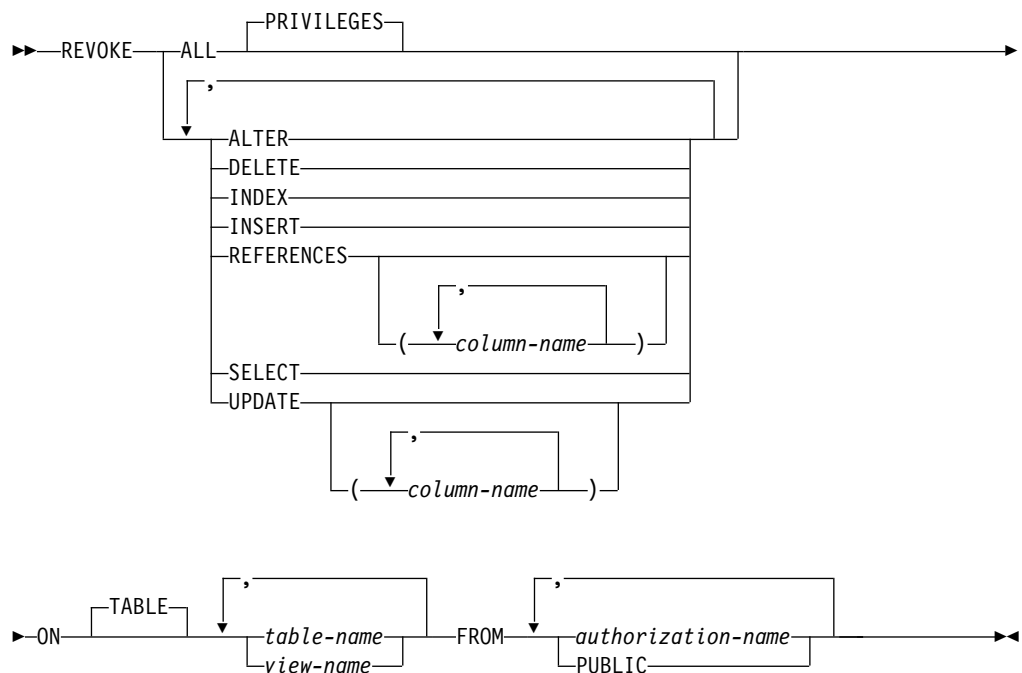 PRIVILEGES
REVOKE ALL
,
ALTER
DELETE
INDEX
INSERT
REFERENCES
,
( column-name )
SELECT
UPDATE
,
( column-name )
, ,
TABLE
ON table-name FROM authorization-name
view-name PUBLIC